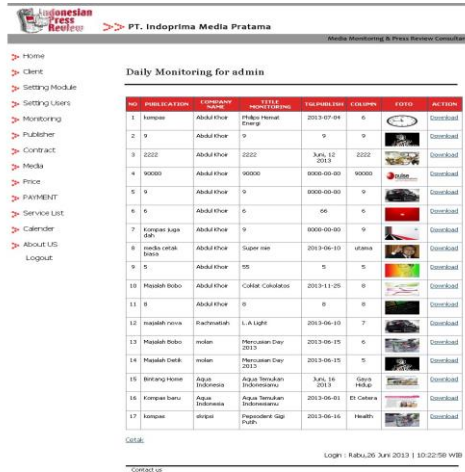 Indonesian
Press
Review
>> PT. Indoprima Media Pratama
Media Monitoring & Press Review Consultan
Home
Client
Setting Module
Setting Users
Monitoring
Publisher
Contract
Media
Price
PAYMENT
Service List
Calender
About US
Logout
Daily Monitoring for admin
NO PUBLICATION COMPANY NAME TITLE MONITORING TGLPUBLISH COLUMN FOTO ACTION
1 kompas Abdul Khoir Philips Hemat Energi 2013-07-04 6 Download
2 9 Abdul Khoir 9 9 9 Download
3 2222 Abdul Khoir 2222 Juni, 12 2013 2222 Download
4 90000 Abdul Khoir 90000 0000-00-00 90000 pulse Download
5 9 Abdul Khoir 9 0000-00-00 9 Download
6 6 Abdul Khoir 6 66 6 Download
7 Kompas juga dah Abdul Khoir 9 0000-00-00 9 Download
8 media cetak biasa Abdul Khoir Super mie 2013-06-10 utama Download
9 5 Abdul Khoir 55 5 5 Download
10 Majalah Bobo Abdul Khoir Coklat Cokolatos 2013-11-25 8 Download
11 8 Abdul Khoir 8 8 8 Download
12 majalah nova Rachmatiah L.A Light 2013-06-10 7 Download
13 Majalah Bobo molan Mercusian Day 2013 2013-06-15 6 Download
14 Majalah Detik molan Mercusian Day 2013 2013-06-15 5 Download
15 Bintang Home Aqua Indonesia Aqua Temukan Indonesiamu Juni, 16 2013 Gaya Hidup Download
16 Kompas baru Aqua Indonesia Aqua Temukan Indonesiamu 2013-06-01 Et Cetera Download
17 kompas skripsi Pepsodent Gigi Putih 2013-06-16 Health Download
Cetak
Login : Rabu,26 Juni 2013 | 10:22:58 WIB
Contact us